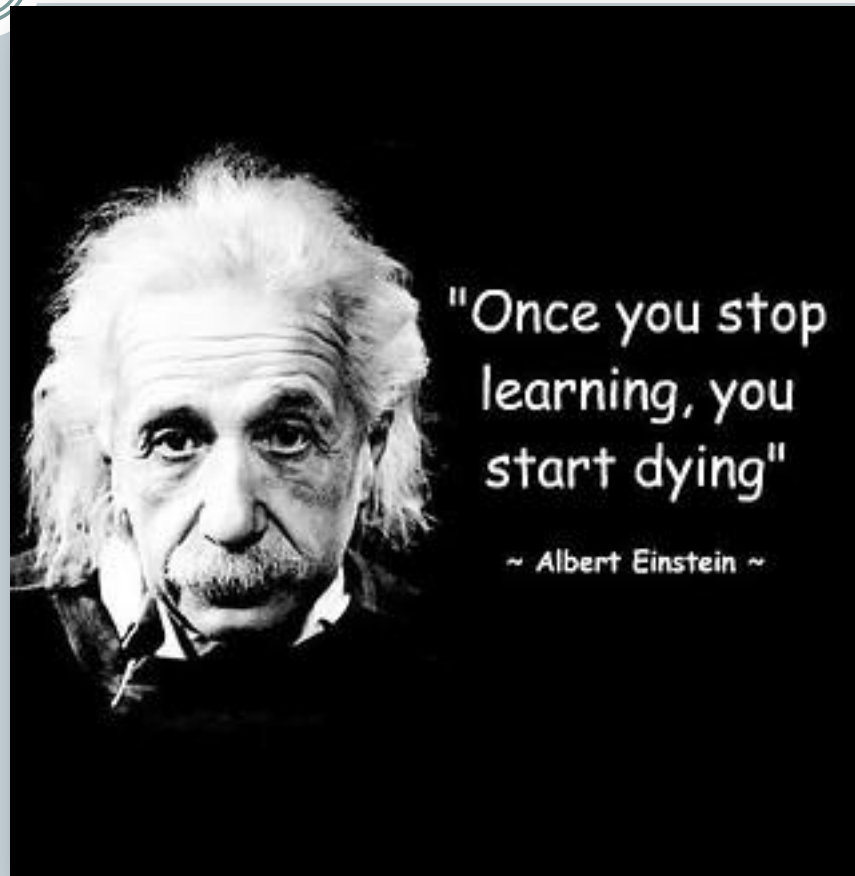 "Once you stop
learning, you
start dying"
~ Albert Einstein ~